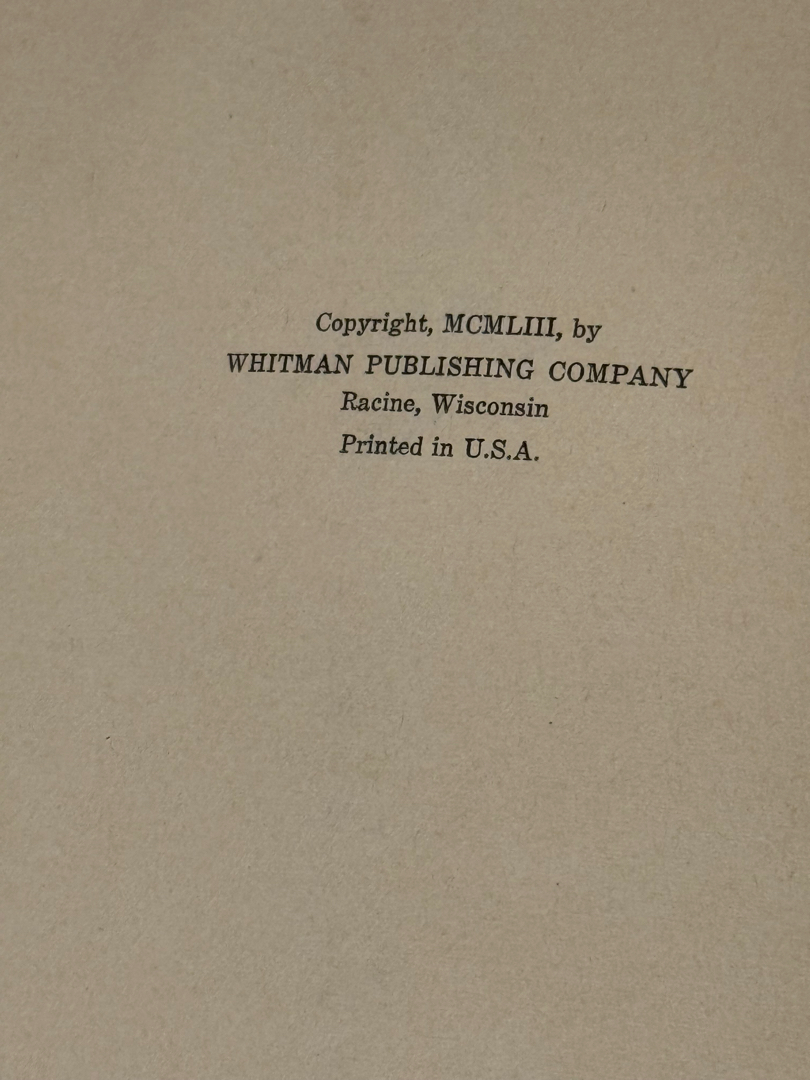 Copyright, MCMLIII, by
WHITMAN PUBLISHING COMPANY
Racine, Wisconsin
Printed in U.S.A.